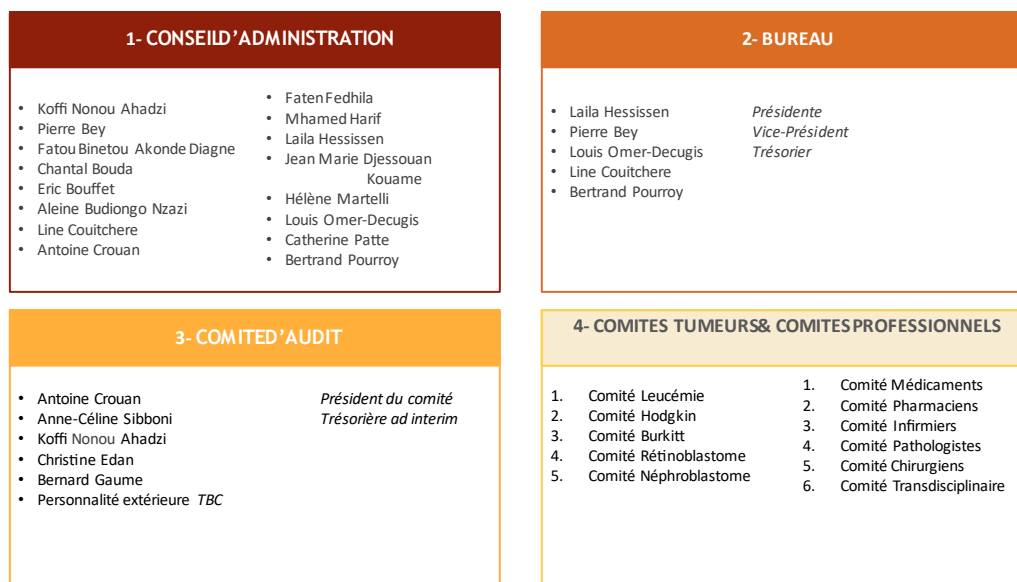 1- CONSEIL D'ADMINISTRATION
• Koffi Nonou Ahadzi
• Pierre Bey
• Fatou Binetou Akonde Diagne
• Chantal Bouda
• Eric Bouffet
• Aleine Budiongo Nzazi
• Line Couitchere
• Antoine Crouan
• Faten Fedhila
• Mhamed Harif
• Laila Hessissen
• Jean Marie Djessouan
Kouame
• Hélène Martelli
• Louis Omer-Decugis
• Catherine Patte
• Bertrand Pourroy
2- BUREAU
• Laila Hessissen Présidente
• Pierre Bey Vice-Président
• Louis Omer-Decugis Trésorier
• Line Couitchere
• Bertrand Pourroy
3- COMITE D'AUDIT
• Antoine Crouan Président du comité
• Anne-Céline Sibboni Trésorière ad interim
• Koffi Nonou Ahadzi
• Christine Edan
• Bernard Gaume
• Personnalité extérieure TBC
4- COMITES TUMEURS & COMITES PROFESSIONNELS
1. Comité Leucémie
2. Comité Hodgkin
3. Comité Burkitt
4. Comité Rétinoblastome
5. Comité Néphroblastome
1. Comité Médicaments
2. Comité Pharmaciens
3. Comité Infirmiers
4. Comité Pathologistes
5. Comité Chirurgiens
6. Comité Transdisciplinaire